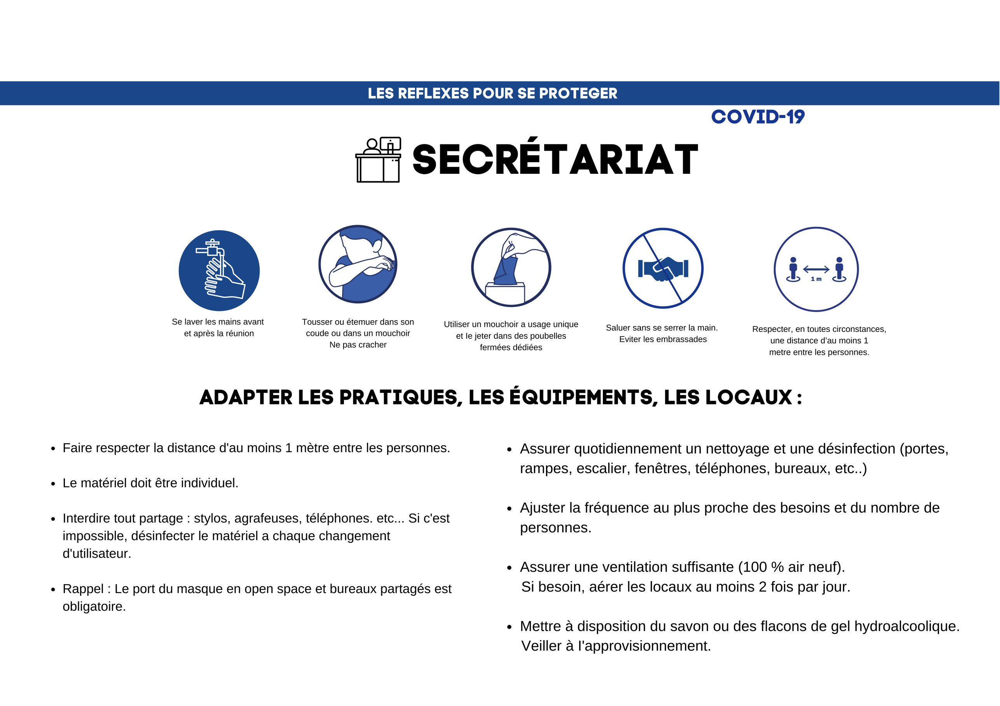 LES REFLEXES POUR SE PROTEGER
COVID-19
SECRÉTARIAT
1 m
Se laver les mains avant
et après la réunion
Tousser ou étemuer dans son
coude ou dans un mouchoir
Ne pas cracher
Utiliser un mouchoir a usage unique
et Ie jeter dans des poubelles
fermées dédiées
Saluer sans se serrer la main.
Eviter les embrassades
Respecter, en toutes circonstances,
une distance d’au moins 1
metre entre les personnes.
ADAPTER LES PRATIQUES, LES ÉQUIPEMENTS, LES LOCAUX :
• Faire respecter la distance d'au moins 1 mètre entre les personnes.
• Le matériel doit être individuel.
• Interdire tout partage : stylos, agrafeuses, téléphones. etc... Si c'est
impossible, désinfecter le matériel a chaque changement
d'utilisateur.
• Rappel : Le port du masque en open space et bureaux partagés est
obligatoire.
• Assurer quotidiennement un nettoyage et une désinfection (portes,
rampes, escalier, fenêtres, téléphones, bureaux, etc..)
• Ajuster la fréquence au plus proche des besoins et du nombre de
personnes.
• Assurer une ventilation suffisante (100 % air neuf).
Si besoin, aérer les locaux au moins 2 fois par jour.
• Mettre à disposition du savon ou des flacons de gel hydroalcoolique.
Veiller à I'approvisionnement.